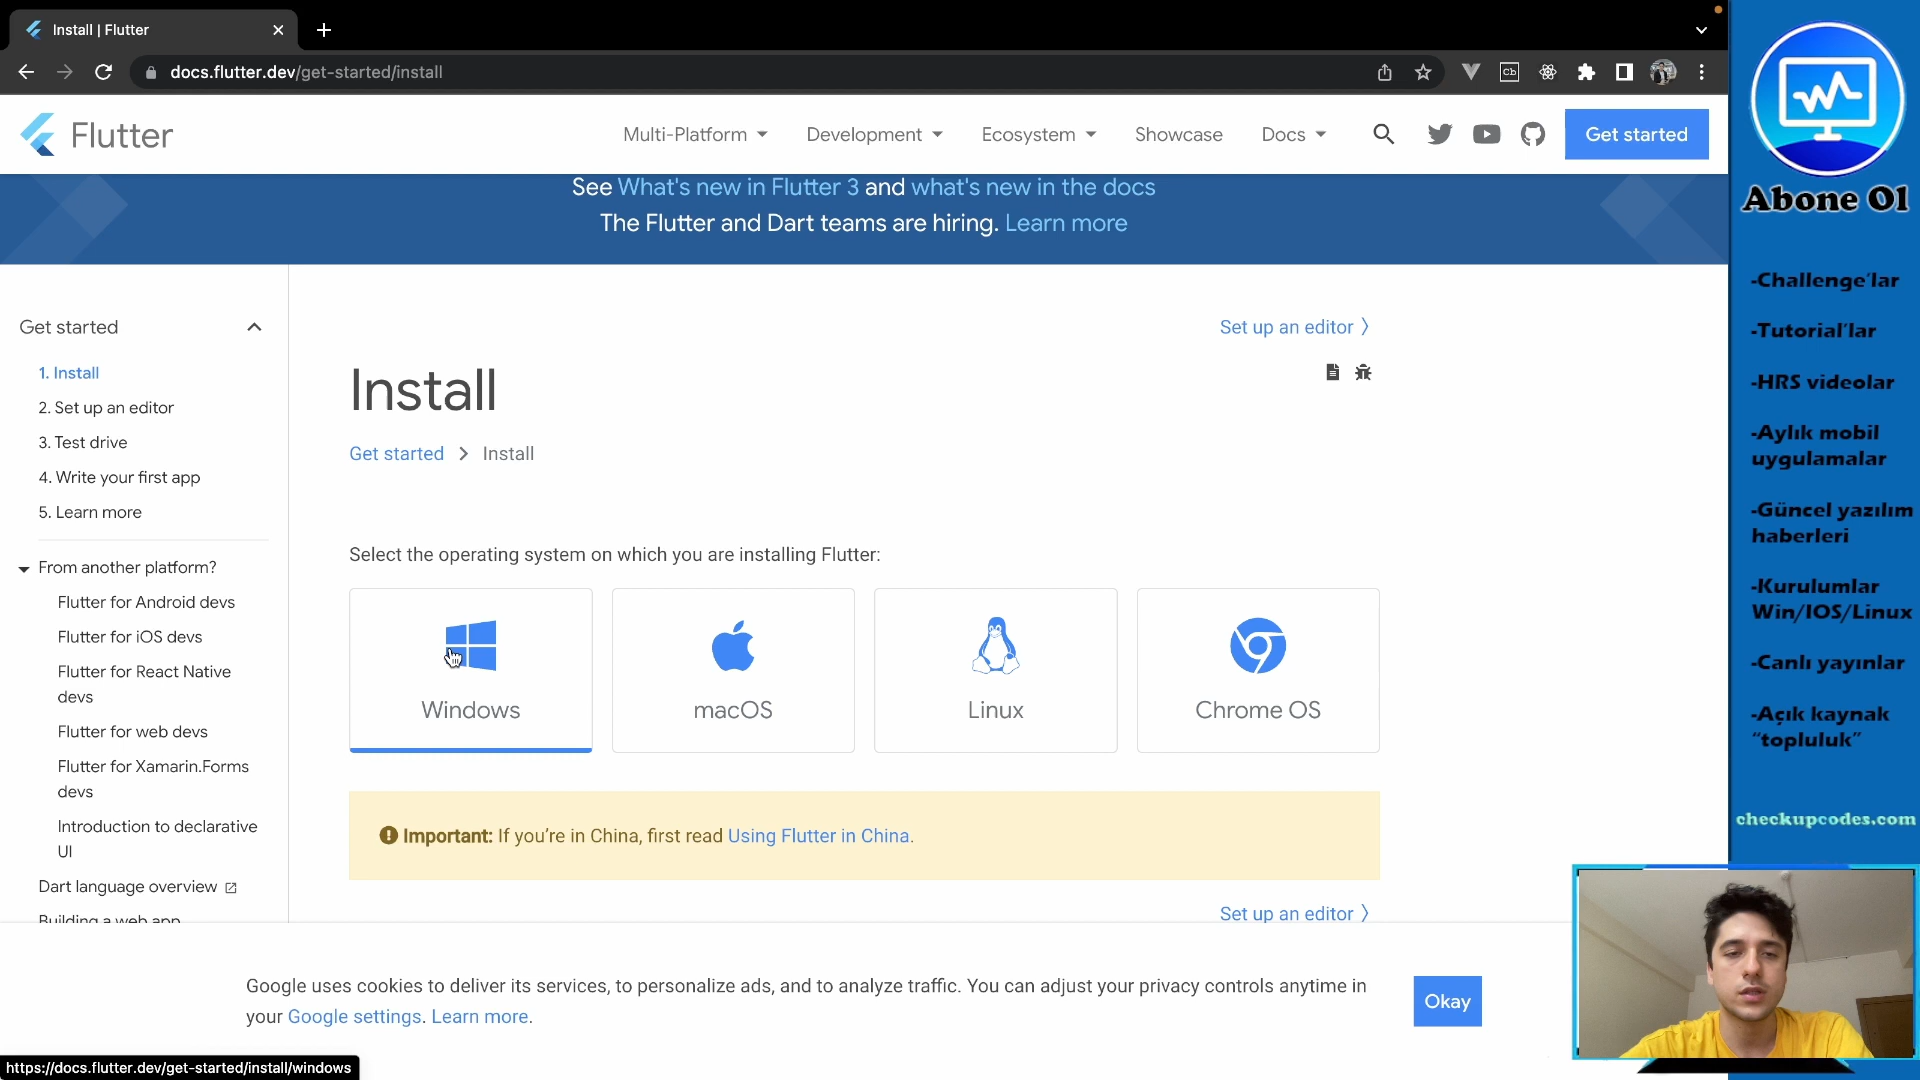 Install | Flutter
docs.flutter.dev/get-started/install
Cb
Flutter
Multi-Platform
Development
Ecosystem
Showcase
Docs
Get started
See What's new in Flutter 3 and what's new in the docs
The Flutter and Dart teams are hiring. Learn more
Get started
1. Install
2. Set up an editor
3. Test drive
4. Write your first app
5. Learn more
From another platform?
Flutter for Android devs
Flutter for iOS devs
Flutter for React Native
devs
Flutter for web devs
Flutter for Xamarin.Forms
devs
Introduction to declarative
UI
Dart language overview
Building a web app
Set up an editor
Install
Get started > Install
Select the operating system on which you are installing Flutter:
Windows
macOS
Linux
Chrome OS
Important: If you’re in China, first read Using Flutter in China.
Set up an editor
Google uses cookies to deliver its services, to personalize ads, and to analyze traffic. You can adjust your privacy controls anytime in
your Google settings. Learn more.
Okay
https://docs.flutter.dev/get-started/install/windows
Abone Ol
-Challenge'lar
-Tutorial'lar
-HRS videolar
-Aylık mobil
uygulamalar
-Güncel yazılım
haberleri
-Kurulumlar
Win/IOS/Linux
-Canlı yayınlar
-Açık kaynak
“topluluk”
checkupcodes.com